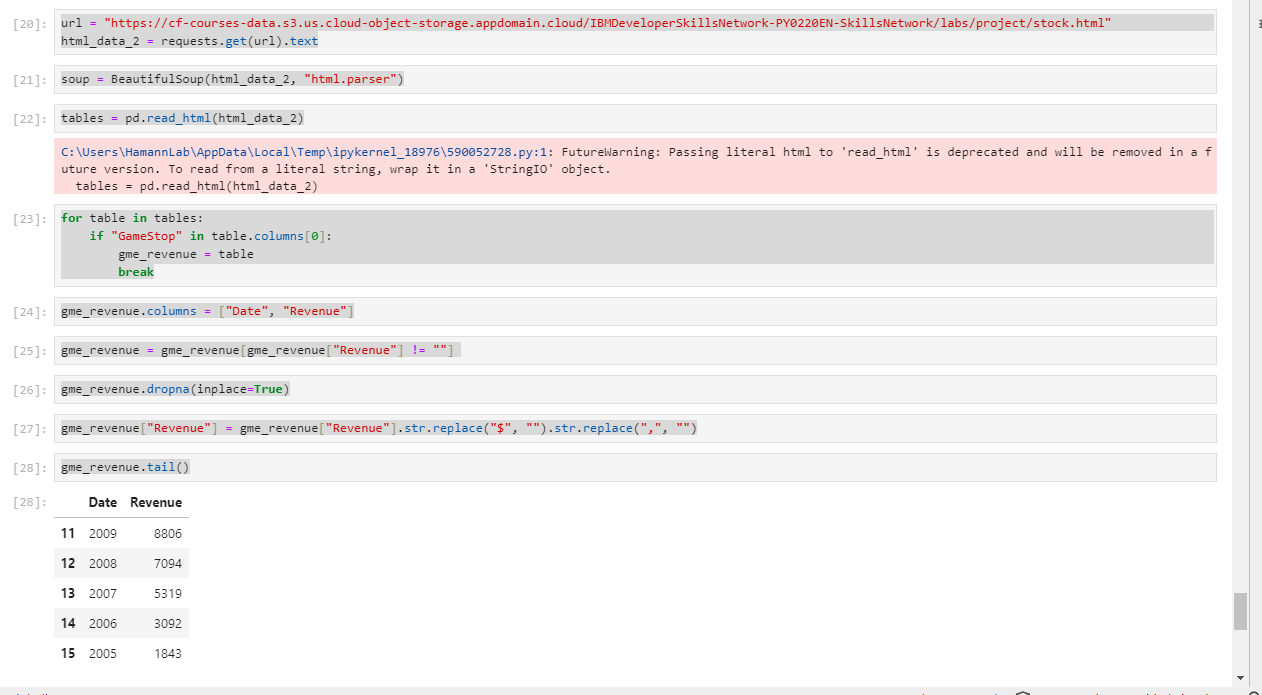 [20]: url = "https://cf-courses-data.s3.us.cloud-object-storage.appdomain.cloud/IBMDeveloperSkillsNetwork-PY0220EN-SkillsNetwork/labs/project/stock.html"
html_data_2 = requests.get(url).text
[21]: soup = BeautifulSoup(html_data_2, "html.parser")
[22]: tables = pd.read_html(html_data_2)
C:\Users\HamannLab\AppData\Local\Temp\ipykernel_18976\590052728.py:1: FutureWarning: Passing literal html to 'read_html' is deprecated and will be removed in a f
uture version. To read from a literal string, wrap it in a 'StringIO' object.
  tables = pd.read_html(html_data_2)
[23]: for table in tables:
    if "GameStop" in table.columns[0]:
        gme_revenue = table
        break
[24]: gme_revenue.columns = ["Date", "Revenue"]
[25]: gme_revenue = gme_revenue[gme_revenue["Revenue"] != ""]
[26]: gme_revenue.dropna(inplace=True)
[27]: gme_revenue["Revenue"] = gme_revenue["Revenue"].str.replace("$", "").str.replace(",", "")
[28]: gme_revenue.tail()
[28]: Date Revenue
11 2009 8806
12 2008 7094
13 2007 5319
14 2006 3092
15 2005 1843